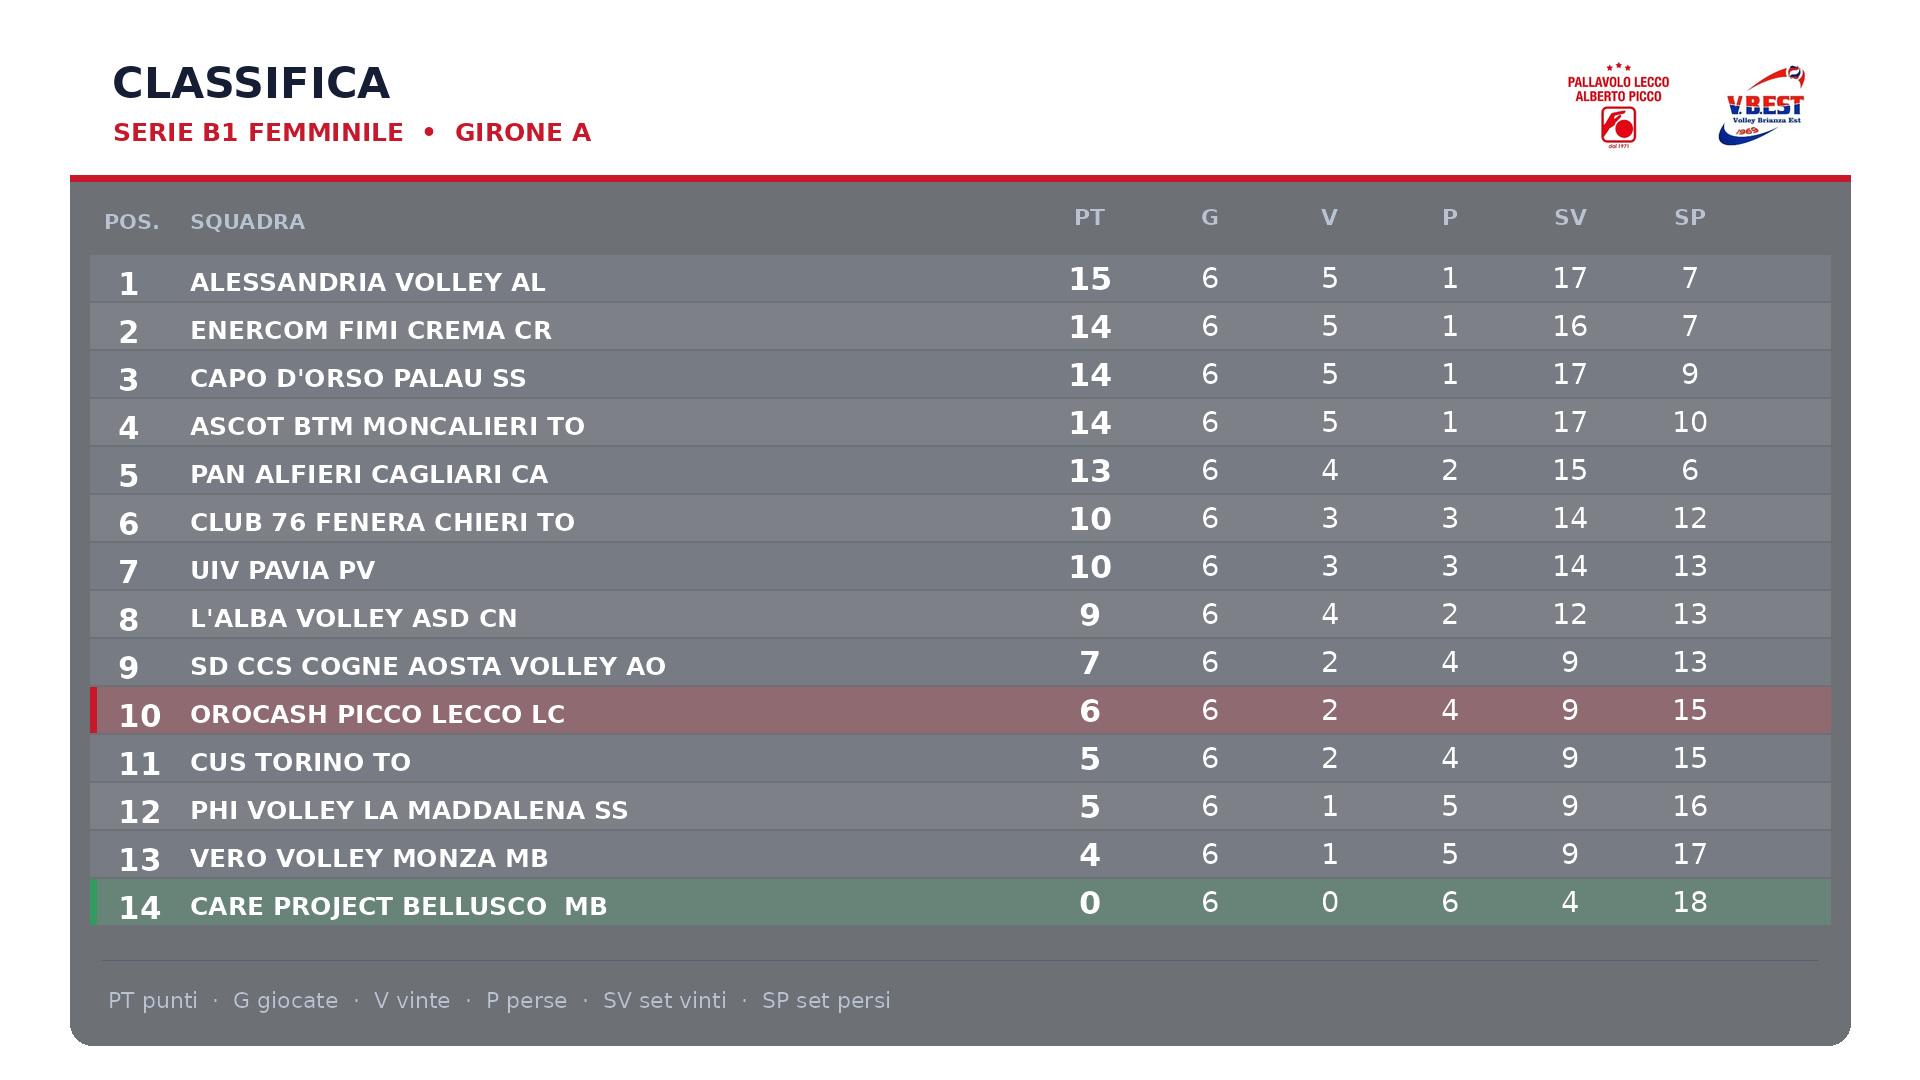 CLASSIFICA
SERIE B1 FEMMINILE • GIRONE A
PALLAVOLO LECCO
ALBERTO PICCO
dal 1971
V.B.EST
Volley Brianza Est
1969
POS. SQUADRA PT G V P SV SP
1 ALESSANDRIA VOLLEY AL 15 6 5 1 17 7
2 ENERCOM FIMI CREMA CR 14 6 5 1 16 7
3 CAPO D'ORSO PALAU SS 14 6 5 1 17 9
4 ASCOT BTM MONCALIERI TO 14 6 5 1 17 10
5 PAN ALFIERI CAGLIARI CA 13 6 4 2 15 6
6 CLUB 76 FENERA CHIERI TO 10 6 3 3 14 12
7 UIV PAVIA PV 10 6 3 3 14 13
8 L'ALBA VOLLEY ASD CN 9 6 4 2 12 13
9 SD CCS COGNE AOSTA VOLLEY AO 7 6 2 4 9 13
10 OROCASH PICCO LECCO LC 6 6 2 4 9 15
11 CUS TORINO TO 5 6 2 4 9 15
12 PHI VOLLEY LA MADDALENA SS 5 6 1 5 9 16
13 VERO VOLLEY MONZA MB 4 6 1 5 9 17
14 CARE PROJECT BELLUSCO  MB 0 6 0 6 4 18
PT punti · G giocate · V vinte · P perse · SV set vinti · SP set persi